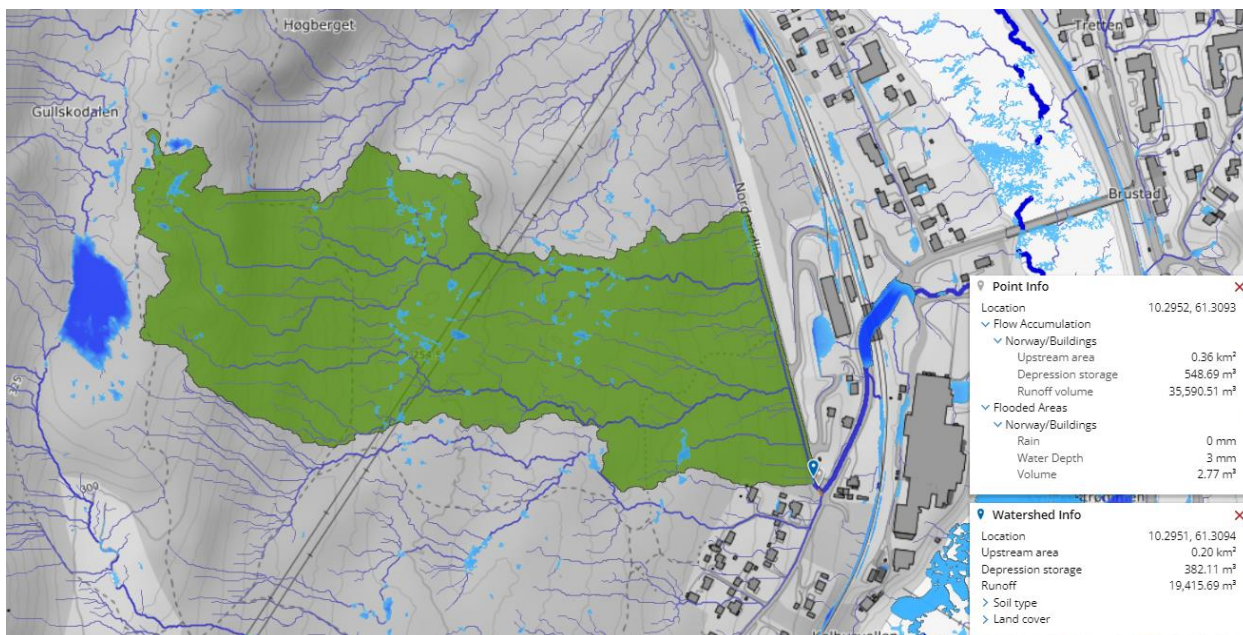 Høgberget
Tretten
Gullskodalen
Brustad
325
300
Point Info
Location 10.2952, 61.3093
Flow Accumulation
Norway/Buildings
Upstream area 0.36 km²
Depression storage 548.69 m³
Runoff volume 35,590.51 m³
Flooded Areas
Norway/Buildings
Rain 0 mm
Water Depth 3 mm
Volume 2.77 m³
Watershed Info
Location 10.2951, 61.3094
Upstream area 0.20 km²
Depression storage 382.11 m³
Runoff 19,415.69 m³
Soil type
Land cover